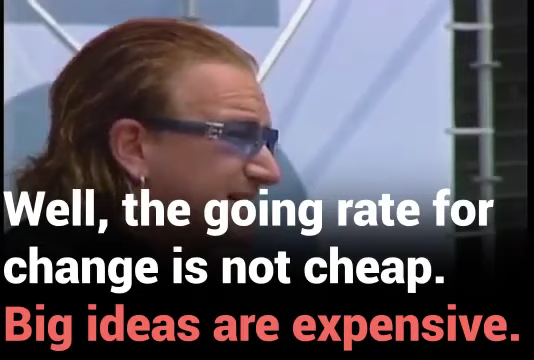 Well, the going rate for
change is not cheap.
Big ideas are expensive.